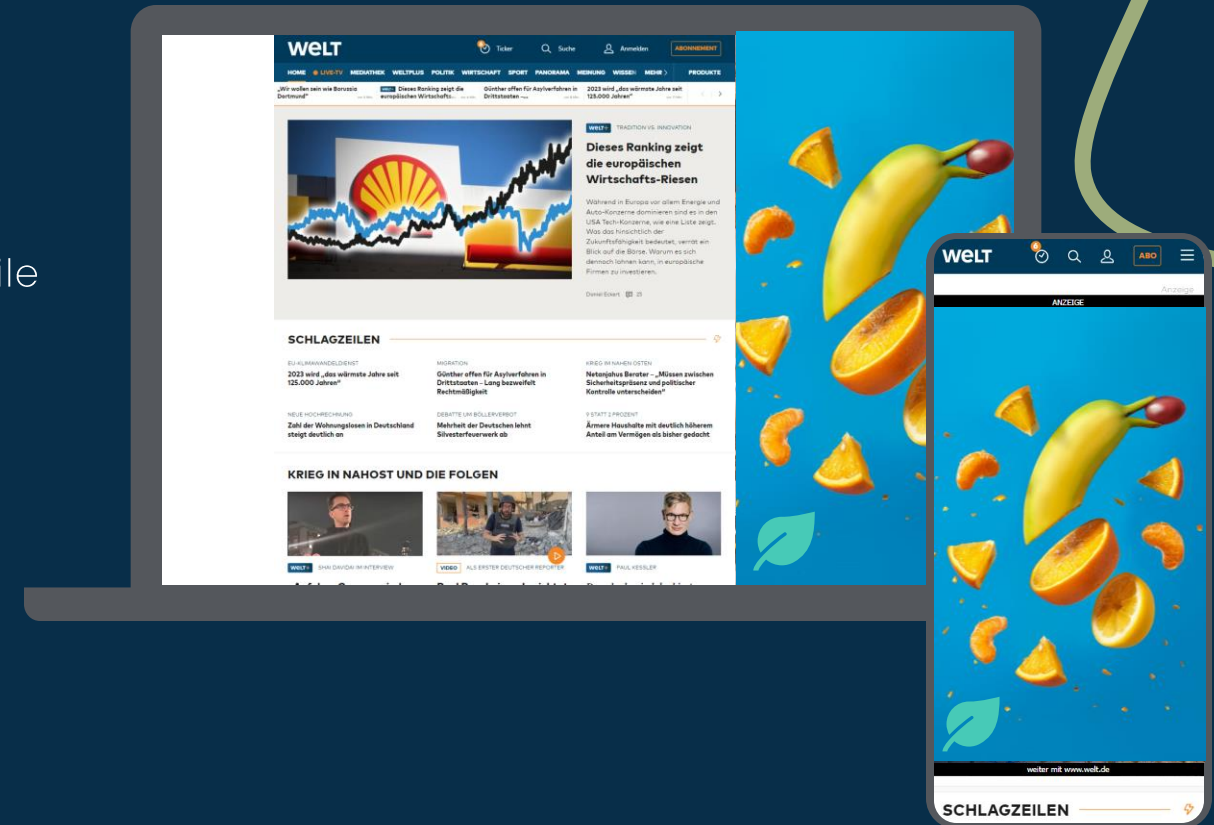 ile
WELT
6
Ticker
Suche
Anmelden
ABONNEMENT
HOME
LIVE-TV
MEDIATHEK
WELTPLUS
POLITIK
WIRTSCHAFT
SPORT
PANORAMA
MEINUNG
WISSEN
MEHR
PRODUKTE
„Wir wollen sein wie Borussia
Dortmund“
WELT+ Dieses Ranking zeigt die
europäischen Wirtschafts-...
Günther offen für Asylverfahren in
Drittstaaten –...
2023 wird „das wärmste Jahre seit
125.000 Jahren“
WELT+ TRADITION VS. INNOVATION
Dieses Ranking zeigt
die europäischen
Wirtschafts-Riesen
Während in Europa vor allem Energie und
Auto-Konzerne dominieren sind es in den
USA Tech-Konzerne, wie eine Liste zeigt.
Was das hinsichtlich der
Zukunftsfähigkeit bedeutet, verrät ein
Blick auf die Börse. Warum es sich
dennoch lohnen kann, in europäische
Firmen zu investieren.
Daniel Eckert 25
SCHLAGZEILEN
EU-KLIMAWANDELDIENST
2023 wird „das wärmste Jahre seit
125.000 Jahren“
MIGRATION
Günther offen für Asylverfahren in
Drittstaaten – Lang bezweifelt
Rechtmäßigkeit
KRIEG IM NAHEN OSTEN
Netanjahus Berater – „Müssen zwischen
Sicherheitspräsenz und politischer
Kontrolle unterscheiden“
NEUE HOCHRECHNUNG
Zahl der Wohnungslosen in Deutschland
steigt deutlich an
DEBATTE UM BÖLLERVERBOT
Mehrheit der Deutschen lehnt
Silvesterfeuerwerk ab
9 STATT 2 PROZENT
Ärmere Haushalte mit deutlich höherem
Anteil am Vermögen als bisher gedacht
KRIEG IN NAHOST UND DIE FOLGEN
WELT+ SHAI DAVIDAI IM INTERVIEW
VIDEO ALS ERSTER DEUTSCHER REPORTER
WELT+ PAUL KESSLER
WELT
6
ABO
Anzeige
ANZEIGE
weiter mit www.welt.de
SCHLAGZEILEN